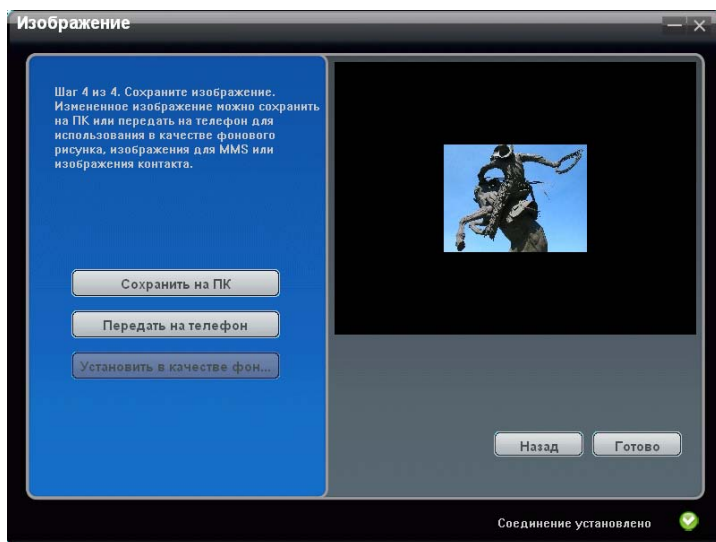 Изображение
Шаг 4 из 4. Сохраните изображение.
Измененное изображение можно сохранить
на ПК или передать на телефон для
использования в качестве фонового
рисунка, изображения для MMS или
изображения контакта.
Сохранить на ПК
Передать на телефон
Установить в качестве фон...
Назад
Готово
Соединение установлено